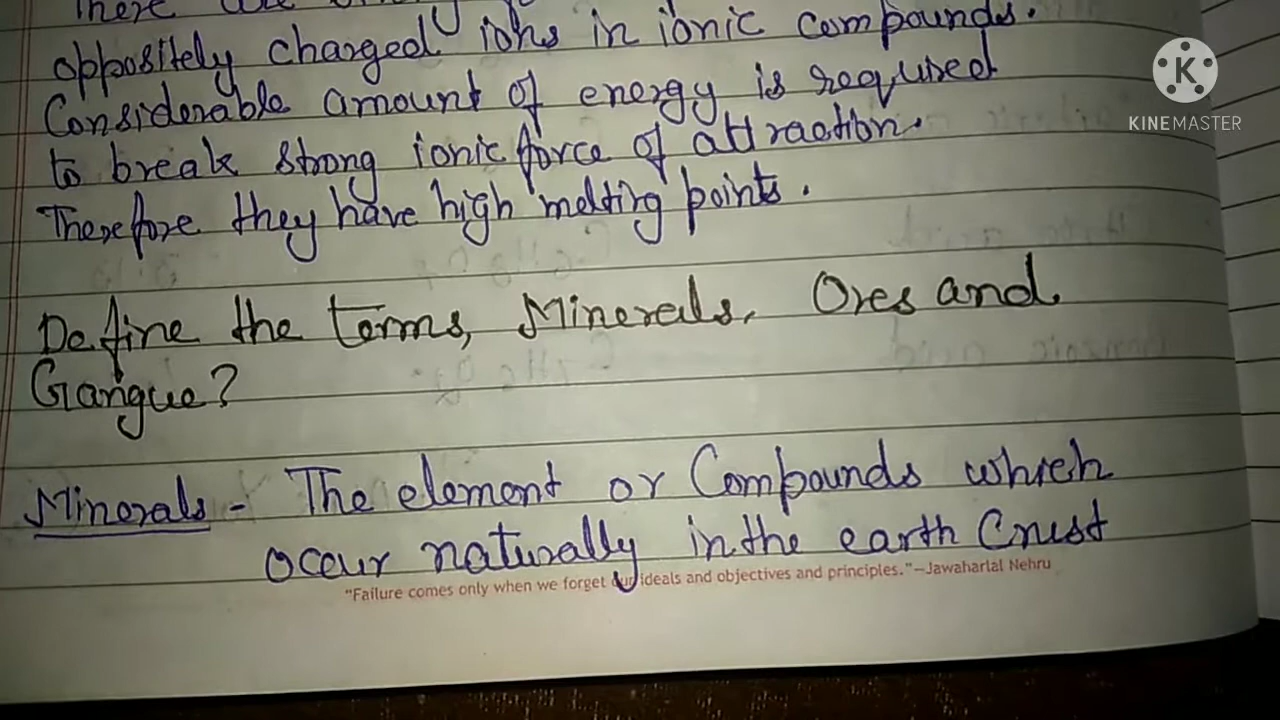 There are
oppositely charged ions in ionic compounds.
Considerable amount of energy is required
to break strong ionic force of attraction.
Therefore they have high melting points.
Define the terms, Minerals, Ores and
Gangue?
Minerals - The element or Compounds which
occur naturally in the earth Crust
"Failure comes only when we forget our ideals and objectives and principles."—Jawaharlal Nehru
K
KINEMASTER